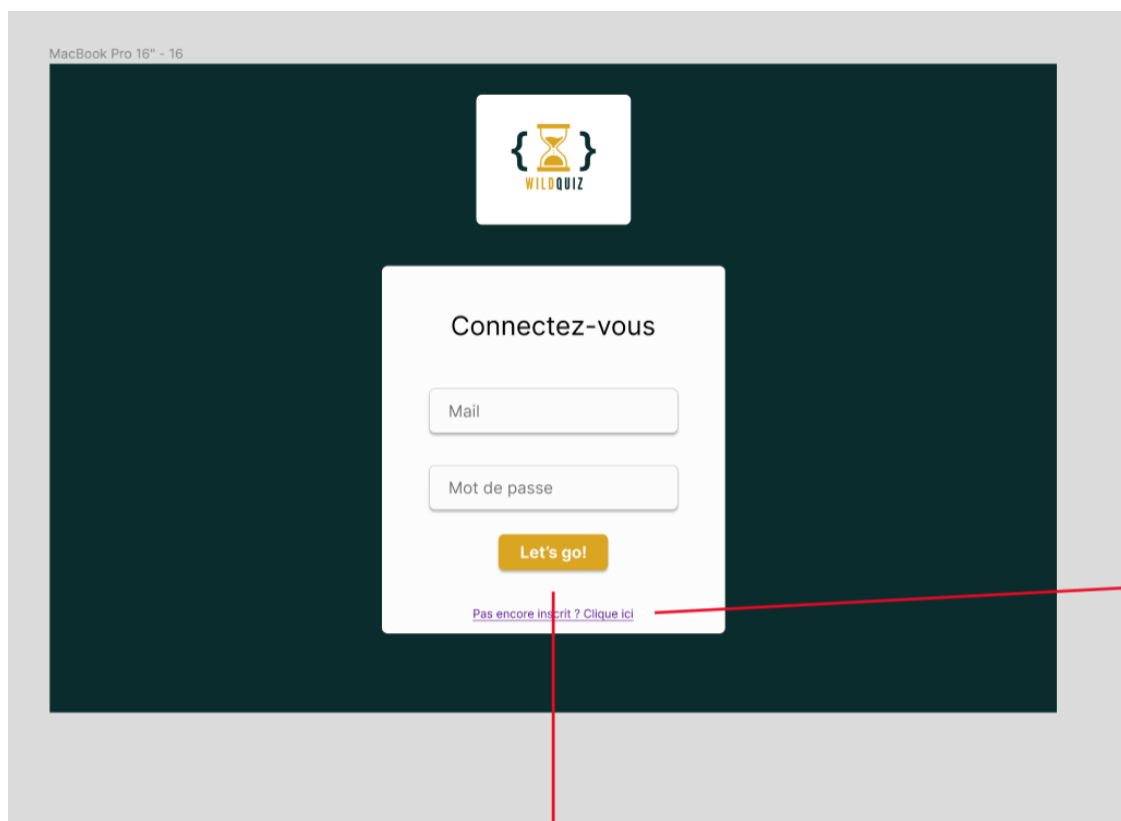 MacBook Pro 16" - 16
{ }
WILDQUIZ
Connectez-vous
Mail
Mot de passe
Let's go!
Pas encore inscrit ? Clique ici